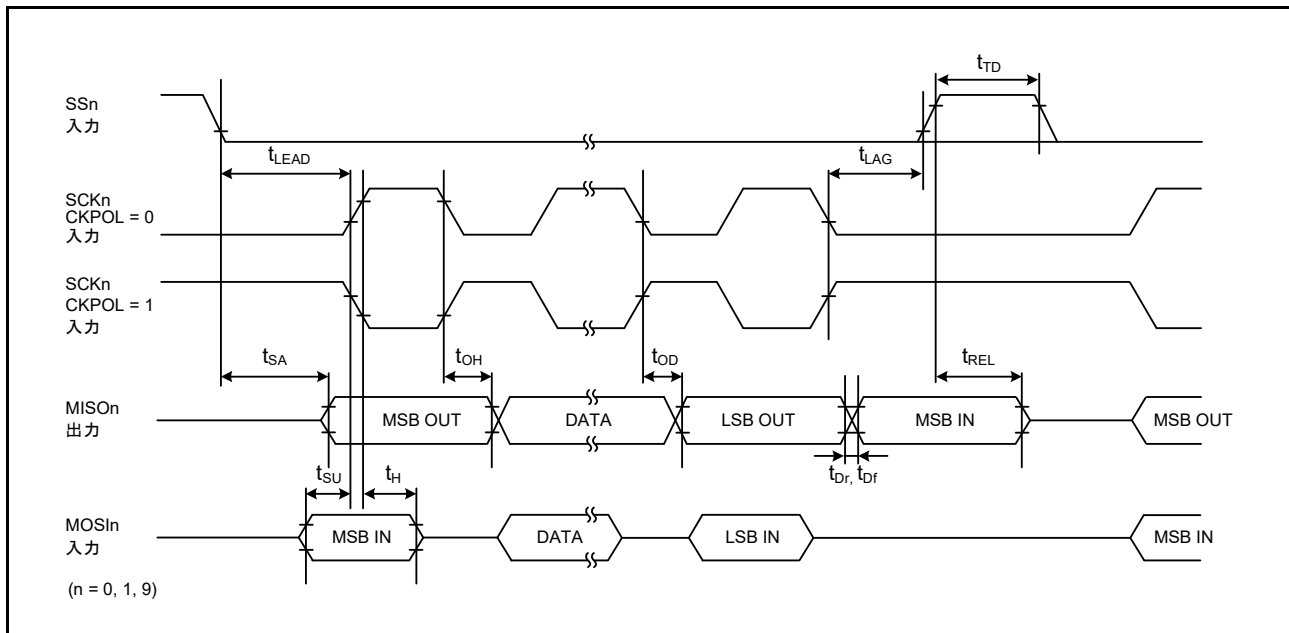 tTD
SSn
入力
tLEAD
tLAG
SCKn
CKPOL = 0
入力
SCKn
CKPOL = 1
入力
tSA
tOH
tOD
tREL
MISOn
出力
MSB OUT
DATA
LSB OUT
MSB IN
MSB OUT
tSU
tH
tDr, tDf
MOSIn
入力
MSB IN
DATA
LSB IN
MSB IN
(n = 0, 1, 9)